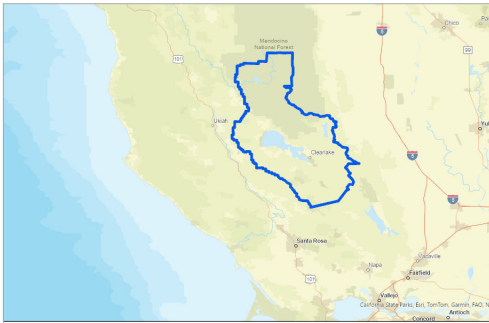 Chico
Mendocino
National Forest
5
99
101
Ukiah
Clearlake
5
5
Santa Rosa
Vacaville
Napa
Fairfield
101
Vallejo
California State Parks, Esri, TomTom, Garmin, FAO, N
Antioch
Concord